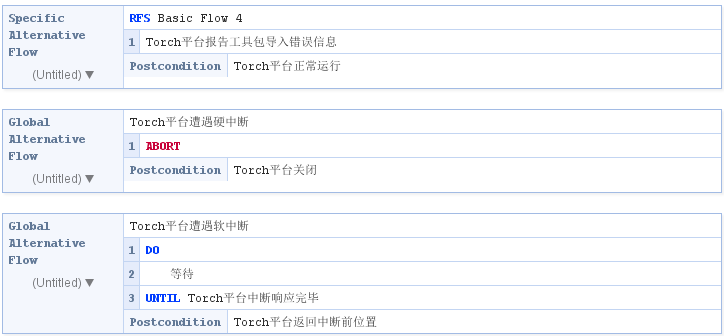 Specific Alternative Flow
(Untitled) ▼
RFS Basic Flow 4
1 Torch平台报告工具包导入错误信息
Postcondition Torch平台正常运行
Global Alternative Flow
(Untitled) ▼
Torch平台遭遇硬中断
1 ABORT
Postcondition Torch平台关闭
Global Alternative Flow
(Untitled) ▼
Torch平台遭遇软中断
1 DO
2 等待
3 UNTIL Torch平台中断响应完毕
Postcondition Torch平台返回中断前位置